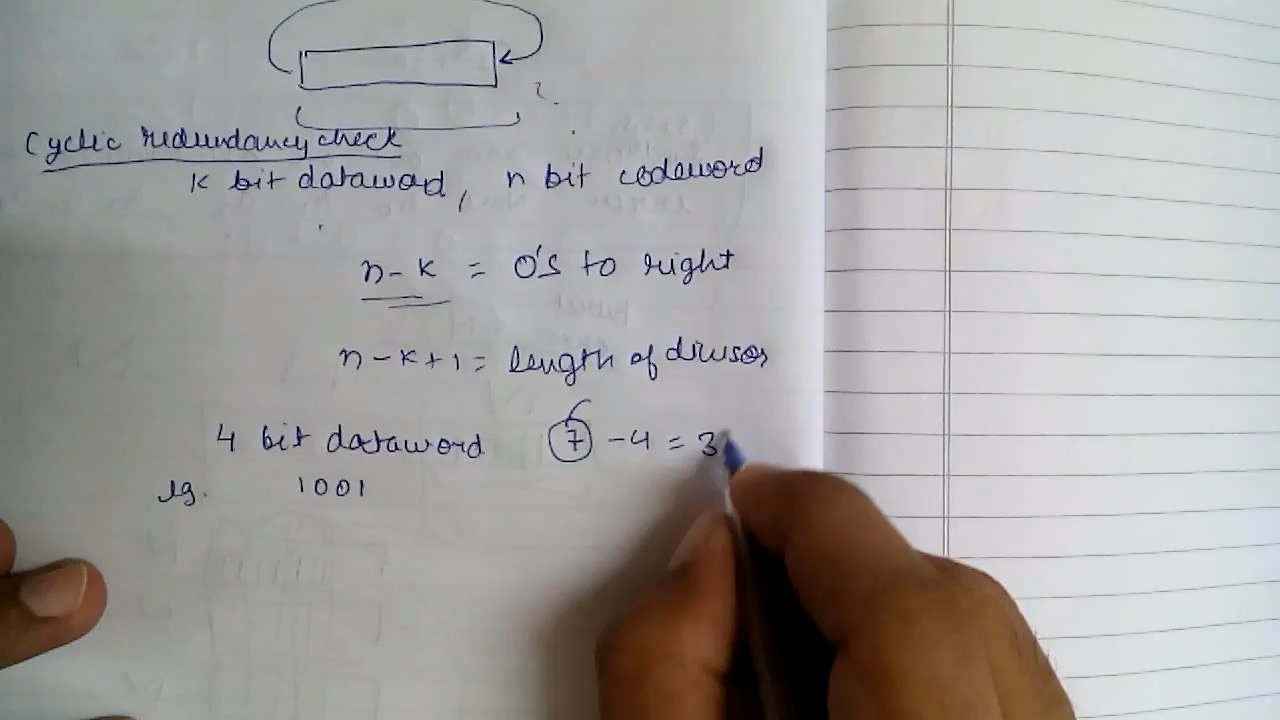 Cyclic redundancy check
K bit dataword, n bit codeword
n - K = 0's to right
n - K + 1 = length of divisor
4 bit dataword 7 - 4 = 3
eg. 1001